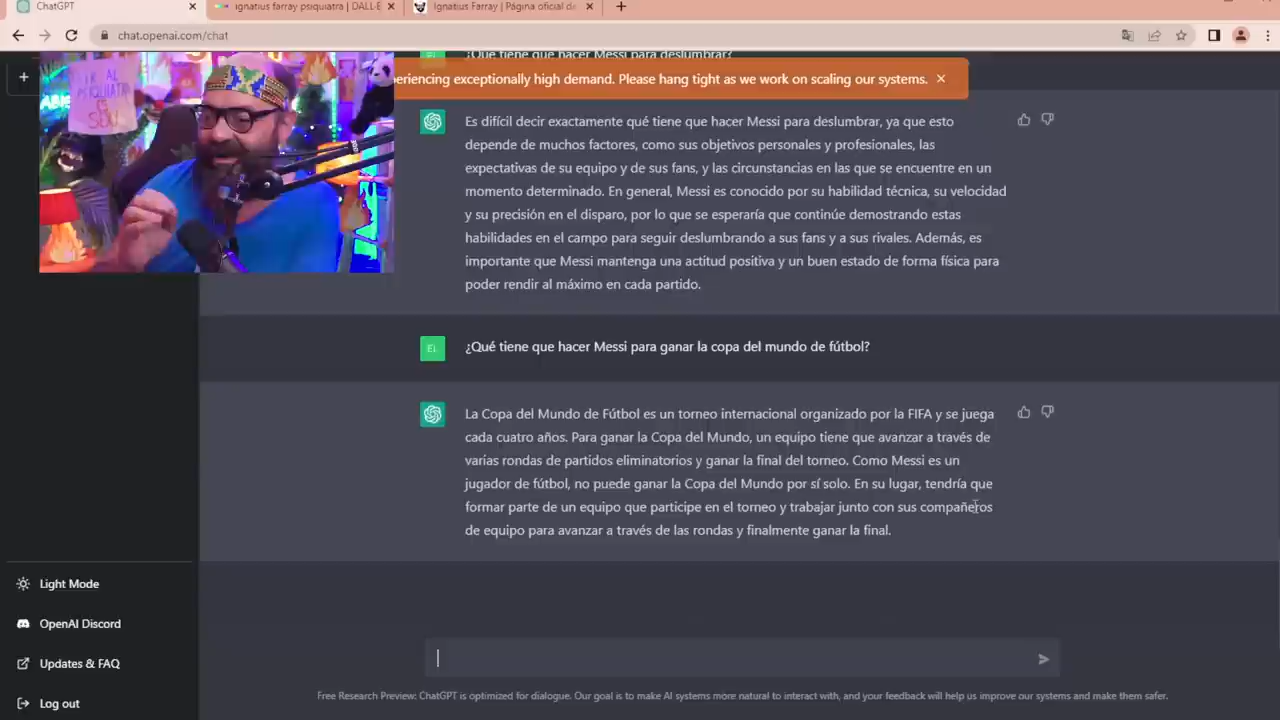 ChatGPT
ignatius farray psiquiatra | DALL·E
Ignatius Farray | Página oficial de
chat.openai.com/chat
¿Qué tiene que hacer Messi para deslumbrar?
periencing exceptionally high demand. Please hang tight as we work on scaling our systems.
IR AL
PSIQUIATRA
ES
Es difícil decir exactamente qué tiene que hacer Messi para deslumbrar, ya que esto
depende de muchos factores, como sus objetivos personales y profesionales, las
expectativas de su equipo y de sus fans, y las circunstancias en las que se encuentre en un
momento determinado. En general, Messi es conocido por su habilidad técnica, su velocidad
y su precisión en el disparo, por lo que se esperaría que continúe demostrando estas
habilidades en el campo para seguir deslumbrando a sus fans y a sus rivales. Además, es
importante que Messi mantenga una actitud positiva y un buen estado de forma física para
poder rendir al máximo en cada partido.
Ei
¿Qué tiene que hacer Messi para ganar la copa del mundo de fútbol?
La Copa del Mundo de Fútbol es un torneo internacional organizado por la FIFA y se juega
cada cuatro años. Para ganar la Copa del Mundo, un equipo tiene que avanzar a través de
varias rondas de partidos eliminatorios y ganar la final del torneo. Como Messi es un
jugador de fútbol, no puede ganar la Copa del Mundo por sí solo. En su lugar, tendría que
formar parte de un equipo que participe en el torneo y trabajar junto con sus compañeros
de equipo para avanzar a través de las rondas y finalmente ganar la final.
Light Mode
OpenAI Discord
Updates & FAQ
Log out
Free Research Preview: ChatGPT is optimized for dialogue. Our goal is to make AI systems more natural to interact with, and your feedback will help us improve our systems and make them safer.